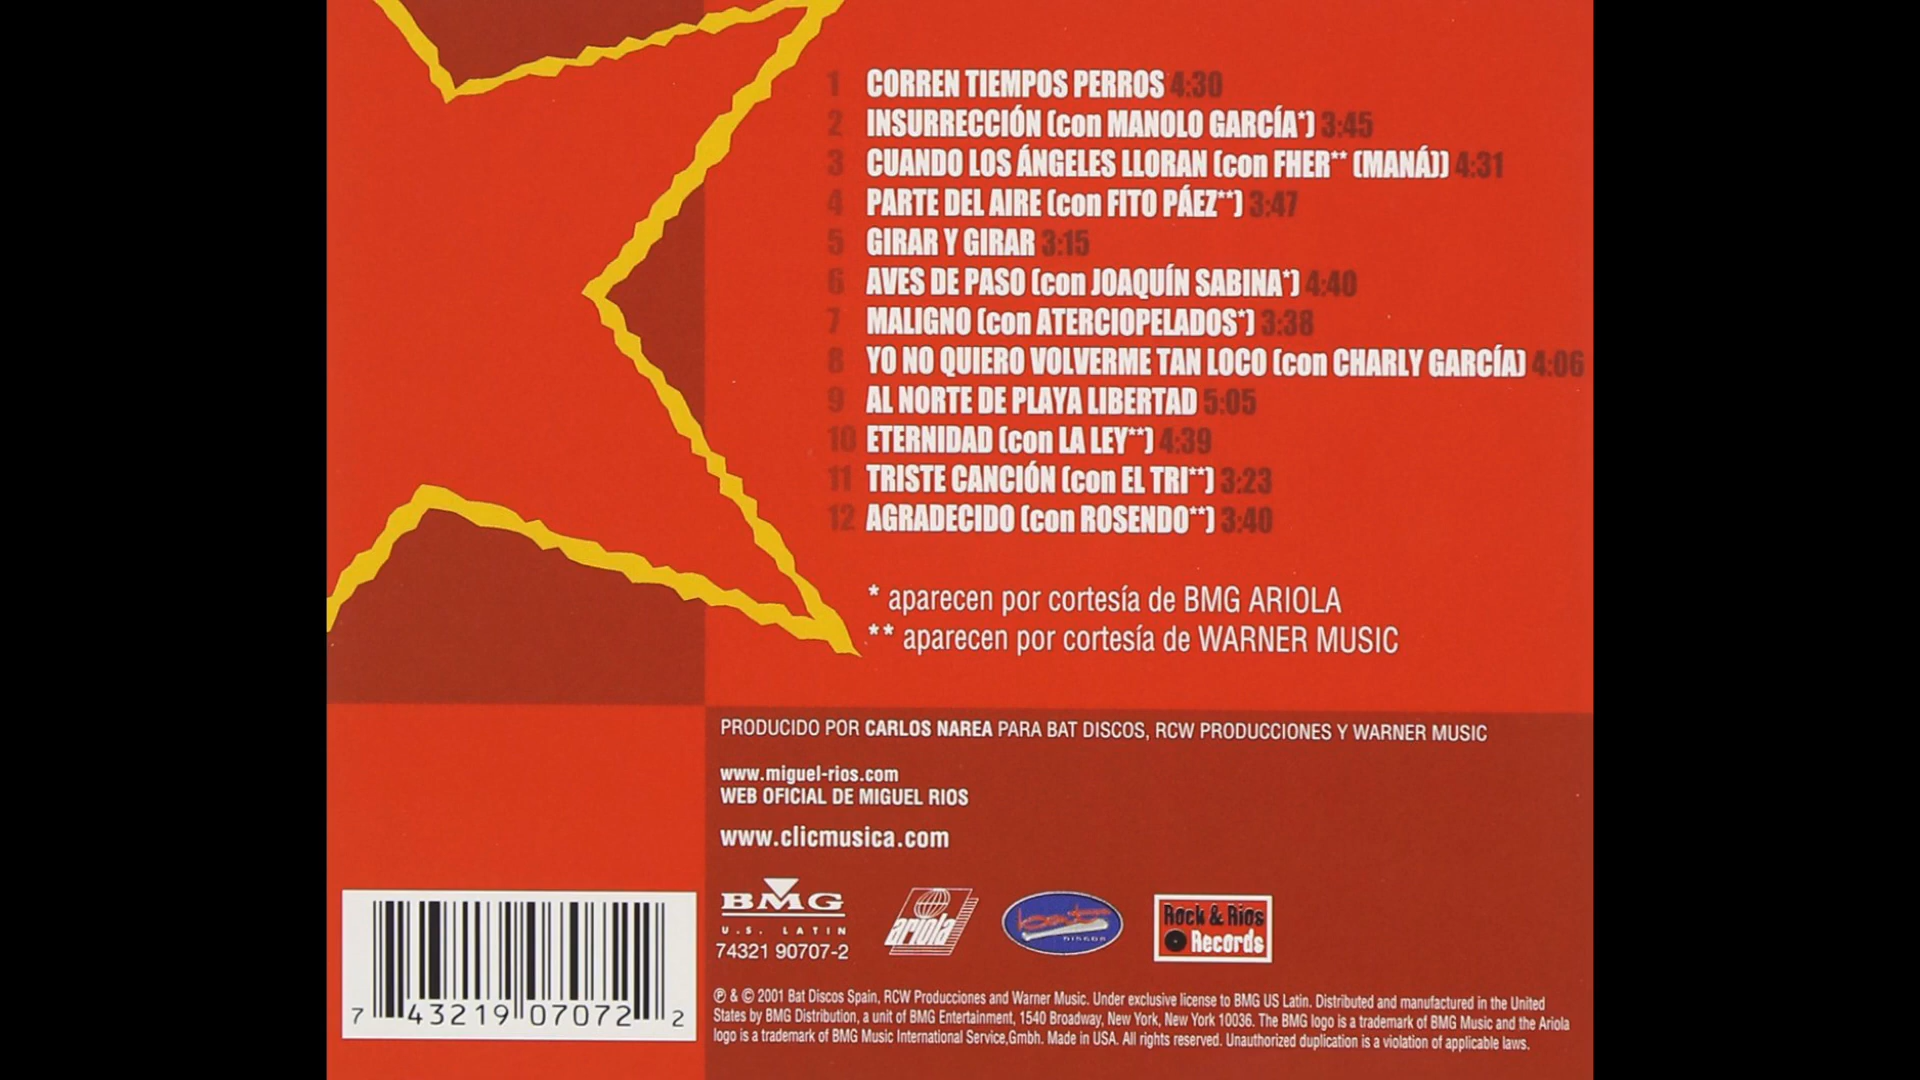 1 CORREN TIEMPOS PERROS 4:30
2 INSURRECCIÓN (con MANOLO GARCÍA*) 3:45
3 CUANDO LOS ÁNGELES LLORAN (con FHER** (MANÁ)) 4:31
4 PARTE DEL AIRE (con FITO PÁEZ**) 3:47
5 GIRAR Y GIRAR 3:15
6 AVES DE PASO (con JOAQUÍN SABINA*) 4:40
7 MALIGNO (con ATERCIOPELADOS*) 3:38
8 YO NO QUIERO VOLVERME TAN LOCO (con CHARLY GARCÍA) 4:06
9 AL NORTE DE PLAYA LIBERTAD 5:05
10 ETERNIDAD (con LA LEY**) 4:39
11 TRISTE CANCIÓN (con EL TRI**) 3:23
12 AGRADECIDO (con ROSENDO**) 3:40
* aparecen por cortesía de BMG ARIOLA
** aparecen por cortesía de WARNER MUSIC
PRODUCIDO POR CARLOS NAREA PARA BAT DISCOS, RCW PRODUCCIONES Y WARNER MUSIC
www.miguel-rios.com
WEB OFICIAL DE MIGUEL RIOS
www.clicmusica.com
BMG
U.S. LATIN
74321 90707-2
ariola
bat
DISCOS
Rock & Rios
Records
7 43219 07072 2
℗ & © 2001 Bat Discos Spain, RCW Producciones and Warner Music. Under exclusive license to BMG US Latin. Distributed and manufactured in the United
States by BMG Distribution, a unit of BMG Entertainment, 1540 Broadway, New York, New York 10036. The BMG logo is a trademark of BMG Music and the Ariola
logo is a trademark of BMG Music International Service,Gmbh. Made in USA. All rights reserved. Unauthorized duplication is a violation of applicable laws.